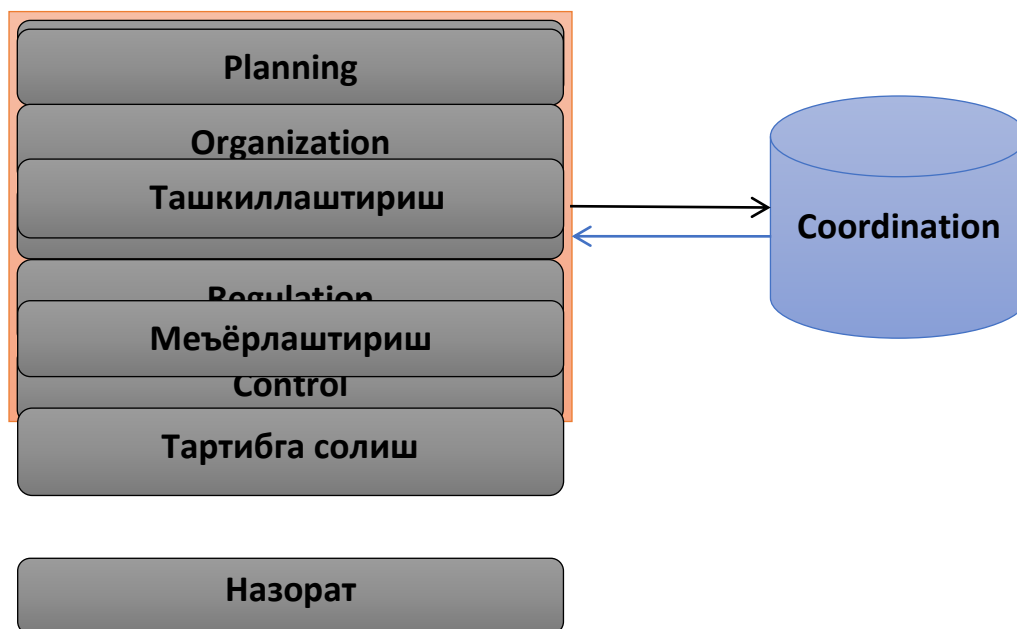 Planning
Organization
Ташкиллаштириш
Coordination
Regulation
Меъёрлаштириш
Control
Тартибга солиш
Назорат